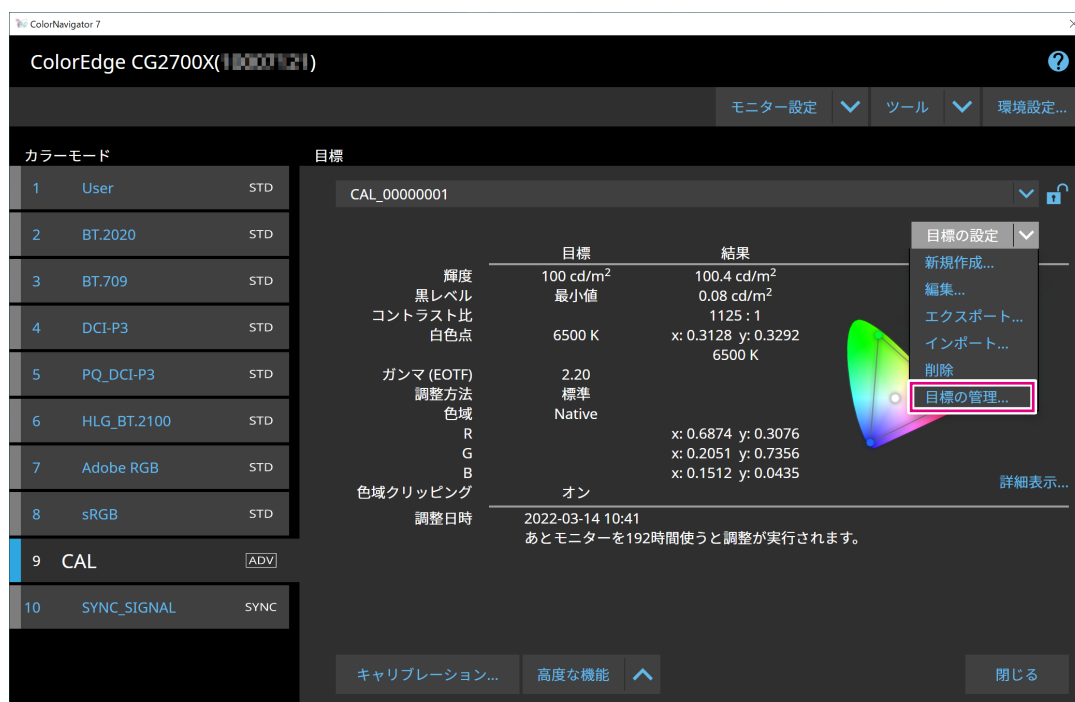 ColorNavigator 7
ColorEdge CG2700X( )
モニター設定 ツール 環境設定...
カラーモード
1 User STD
2 BT.2020 STD
3 BT.709 STD
4 DCI-P3 STD
5 PQ_DCI-P3 STD
6 HLG_BT.2100 STD
7 Adobe RGB STD
8 sRGB STD
9 CAL ADV
10 SYNC_SIGNAL SYNC
目標
CAL_00000001
目標の設定
新規作成...
編集...
エクスポート...
インポート...
削除
目標の管理...
目標 結果
輝度 100 cd/m² 100.4 cd/m²
黒レベル 最小値 0.08 cd/m²
コントラスト比 1125 : 1
白色点 6500 K x: 0.3128 y: 0.3292
6500 K
ガンマ (EOTF) 2.20
調整方法 標準
色域 Native
R x: 0.6874 y: 0.3076
G x: 0.2051 y: 0.7356
B x: 0.1512 y: 0.0435
色域クリッピング オン
詳細表示...
調整日時 2022-03-14 10:41
あとモニターを192時間使うと調整が実行されます。
キャリブレーション... 高度な機能 閉じる